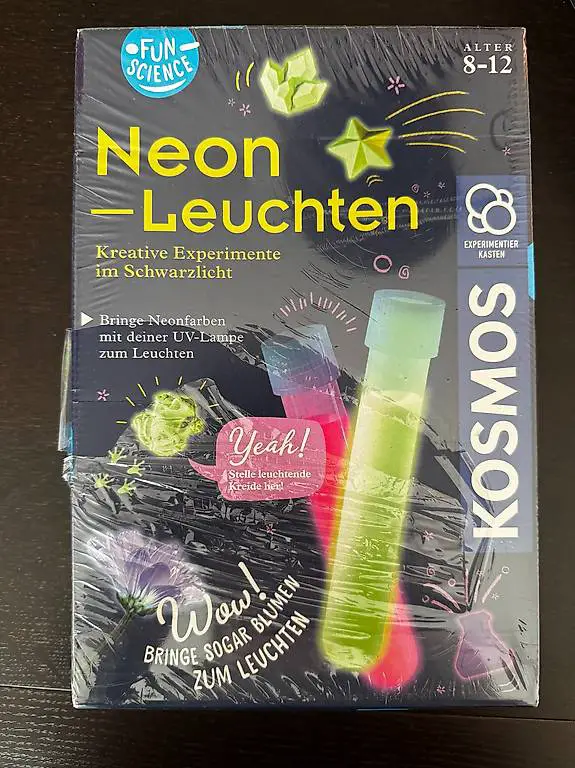 FUN
SCIENCE
ALTER
8-12
Neon
—Leuchten
Kreative Experimente
im Schwarzlicht
EXPERIMENTIER
KASTEN
KOSMOS
Bringe Neonfarben
mit deiner UV-Lampe
zum Leuchten
Yeah!
Stelle leuchtende
Kreide her!
Wow!
BRINGE SOGAR BLUMEN
ZUM LEUCHTEN